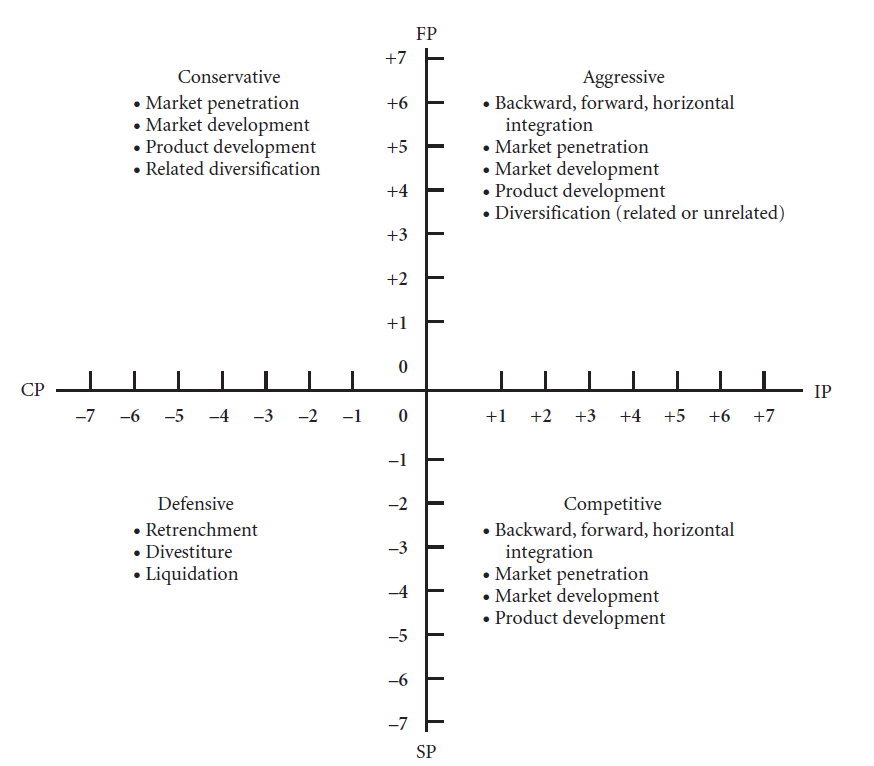 FP
+7
Conservative
• Market penetration
• Market development
• Product development
• Related diversification
Aggressive
• Backward, forward, horizontal
integration
• Market penetration
• Market development
• Product development
• Diversification (related or unrelated)
+6
+5
+4
+3
+2
+1
0
CP
IP
–7 –6 –5 –4 –3 –2 –1 0 +1 +2 +3 +4 +5 +6 +7
–1
Defensive
• Retrenchment
• Divestiture
• Liquidation
Competitive
• Backward, forward, horizontal
integration
• Market penetration
• Market development
• Product development
–2
–3
–4
–5
–6
–7
SP